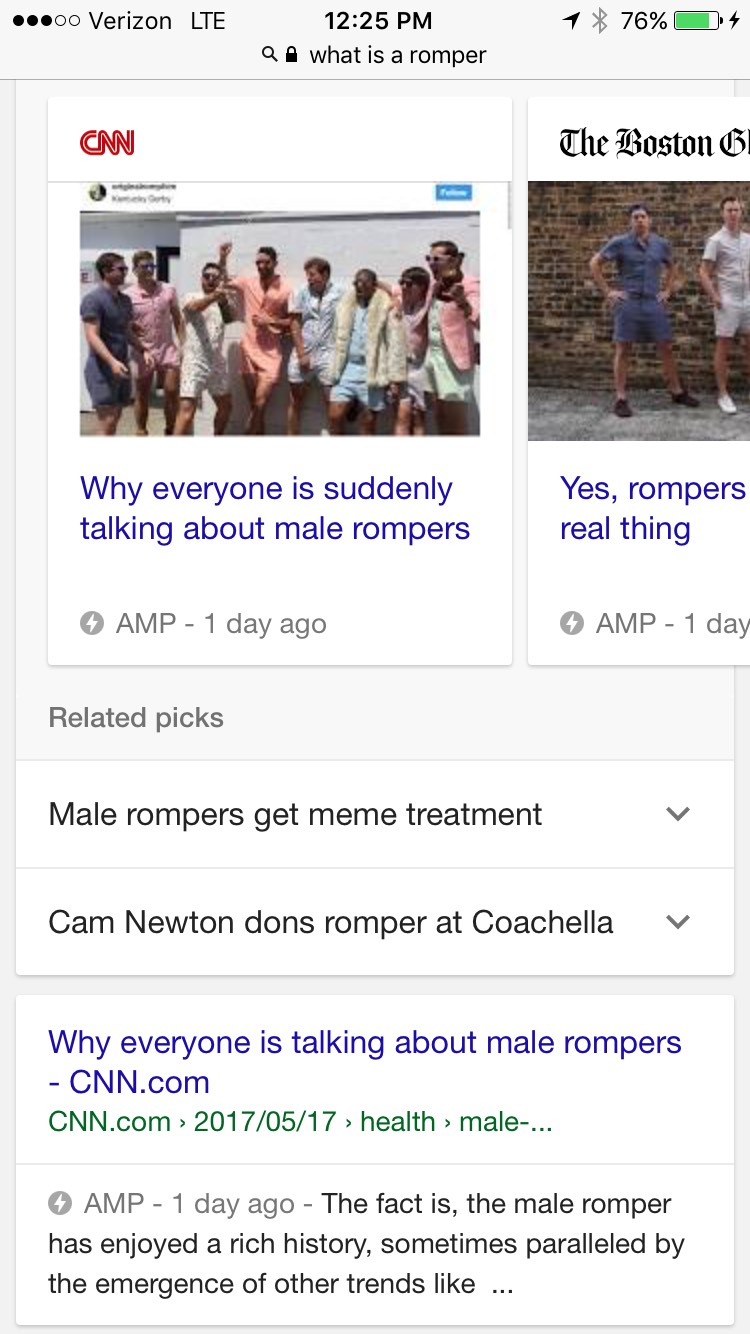 Verizon LTE 12:25 PM 76%
what is a romper
CNN
The Boston Gl
Kentucky Derby
Follow
Why everyone is suddenly
talking about male rompers
Yes, rompers
real thing
AMP - 1 day ago
AMP - 1 day
Related picks
Male rompers get meme treatment
Cam Newton dons romper at Coachella
Why everyone is talking about male rompers
- CNN.com
CNN.com › 2017/05/17 › health › male-...
AMP - 1 day ago - The fact is, the male romper
has enjoyed a rich history, sometimes paralleled by
the emergence of other trends like ...